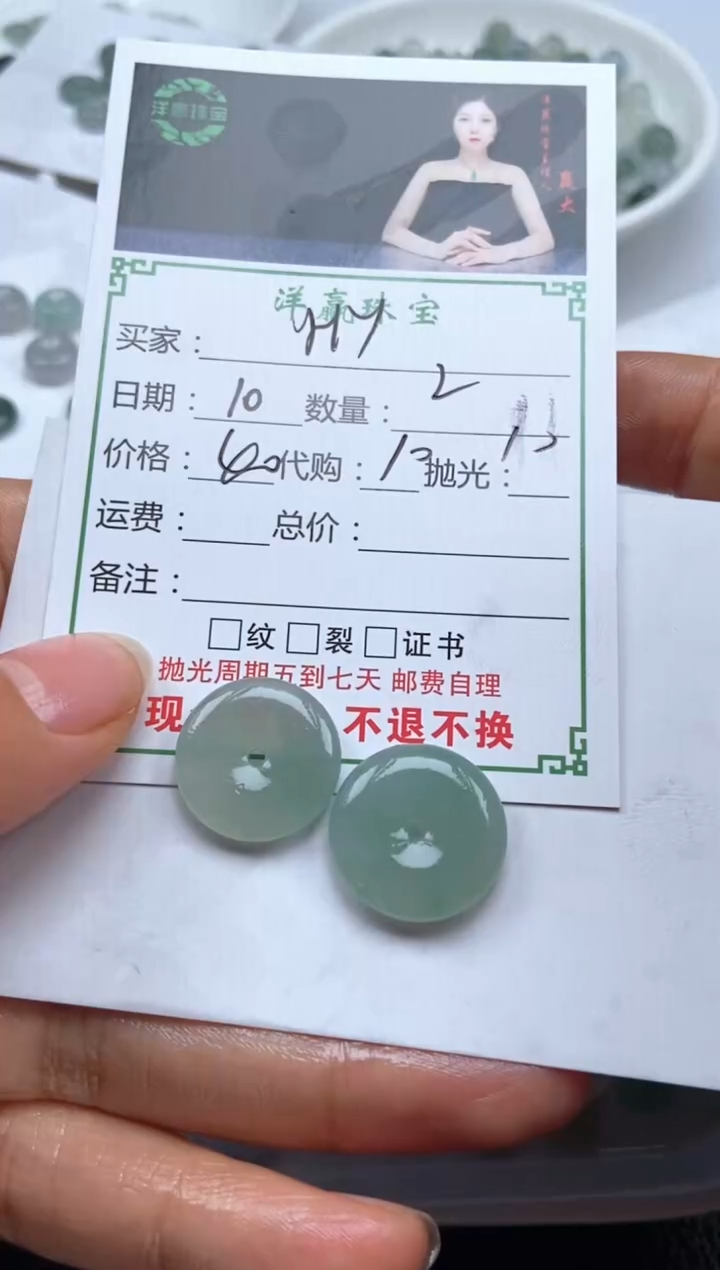 洋赢珠宝
洋赢珠宝
买家：
日期：10 数量：2
价格：60 代购：13 抛光：13
运费： 总价：
备注：
□纹 □裂 □证书
抛光周期五到七天 邮费自理
现 不退不换